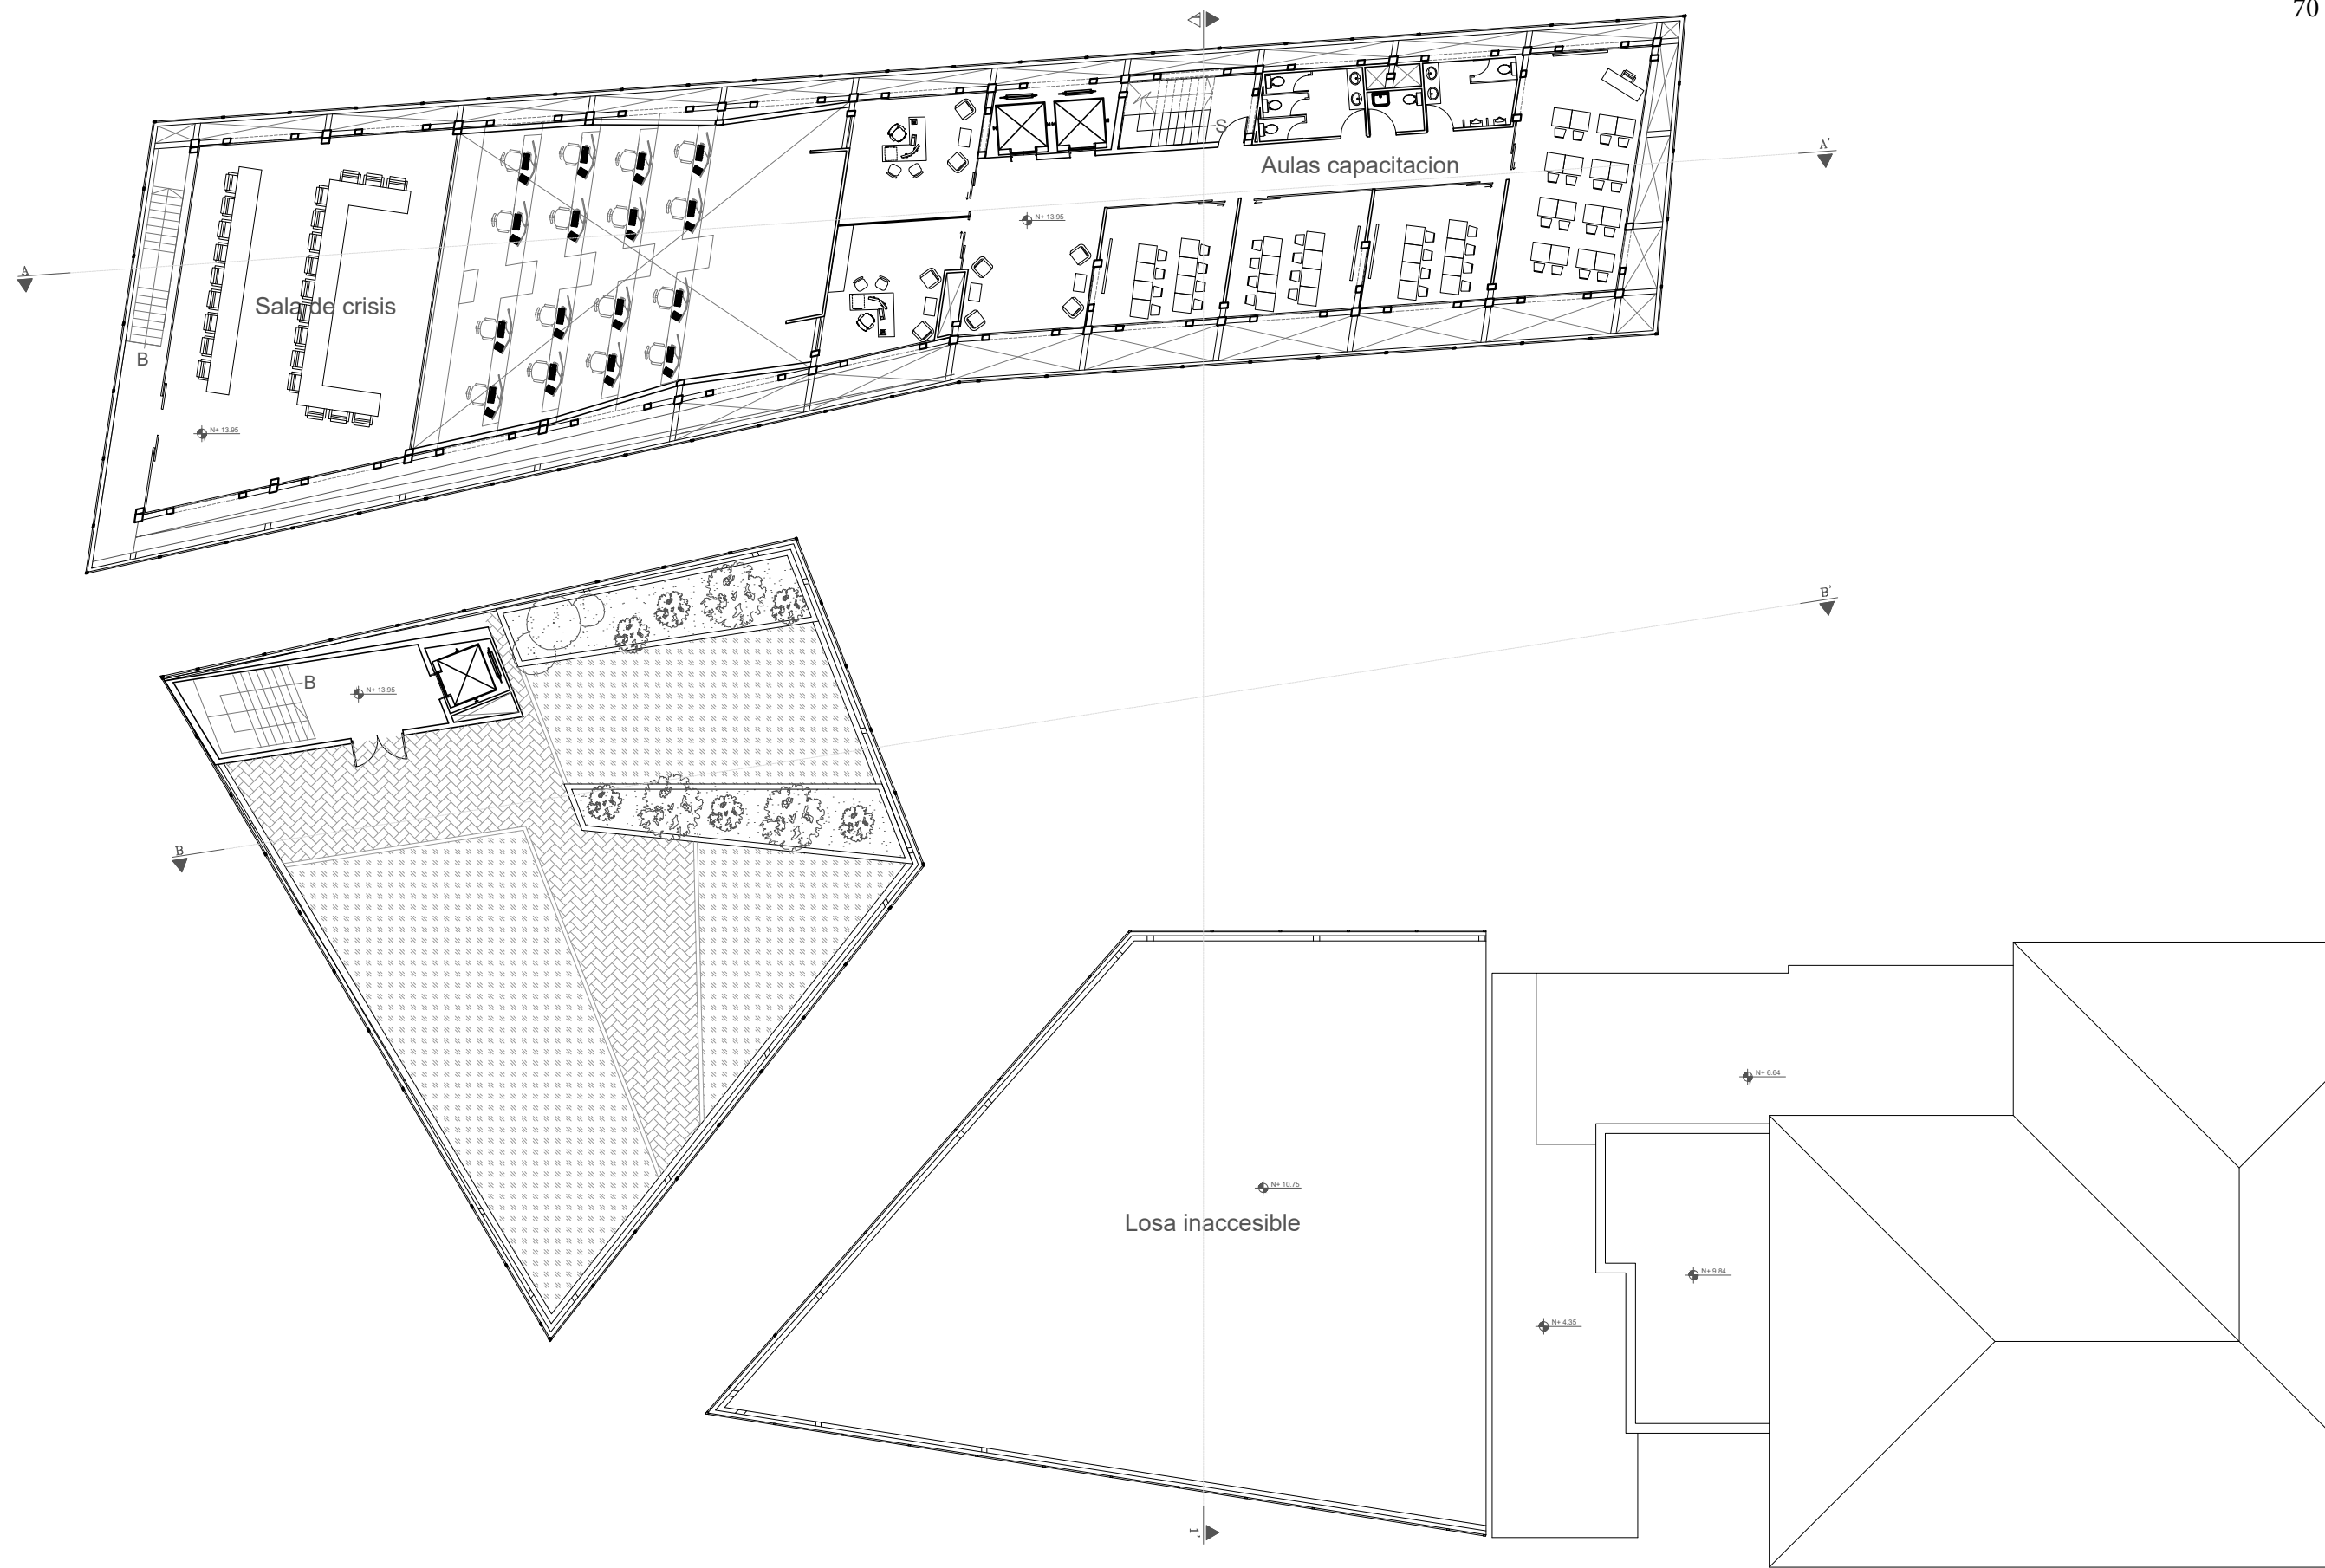 70
1
S
Aulas capacitacion
A'
N+ 13.95
A
Sala de crisis
B
N+ 13.95
B'
B
N+ 13.95
B
N+ 6.64
N+ 10.75
Losa inaccesible
N+ 9.84
N+ 4.35
1'